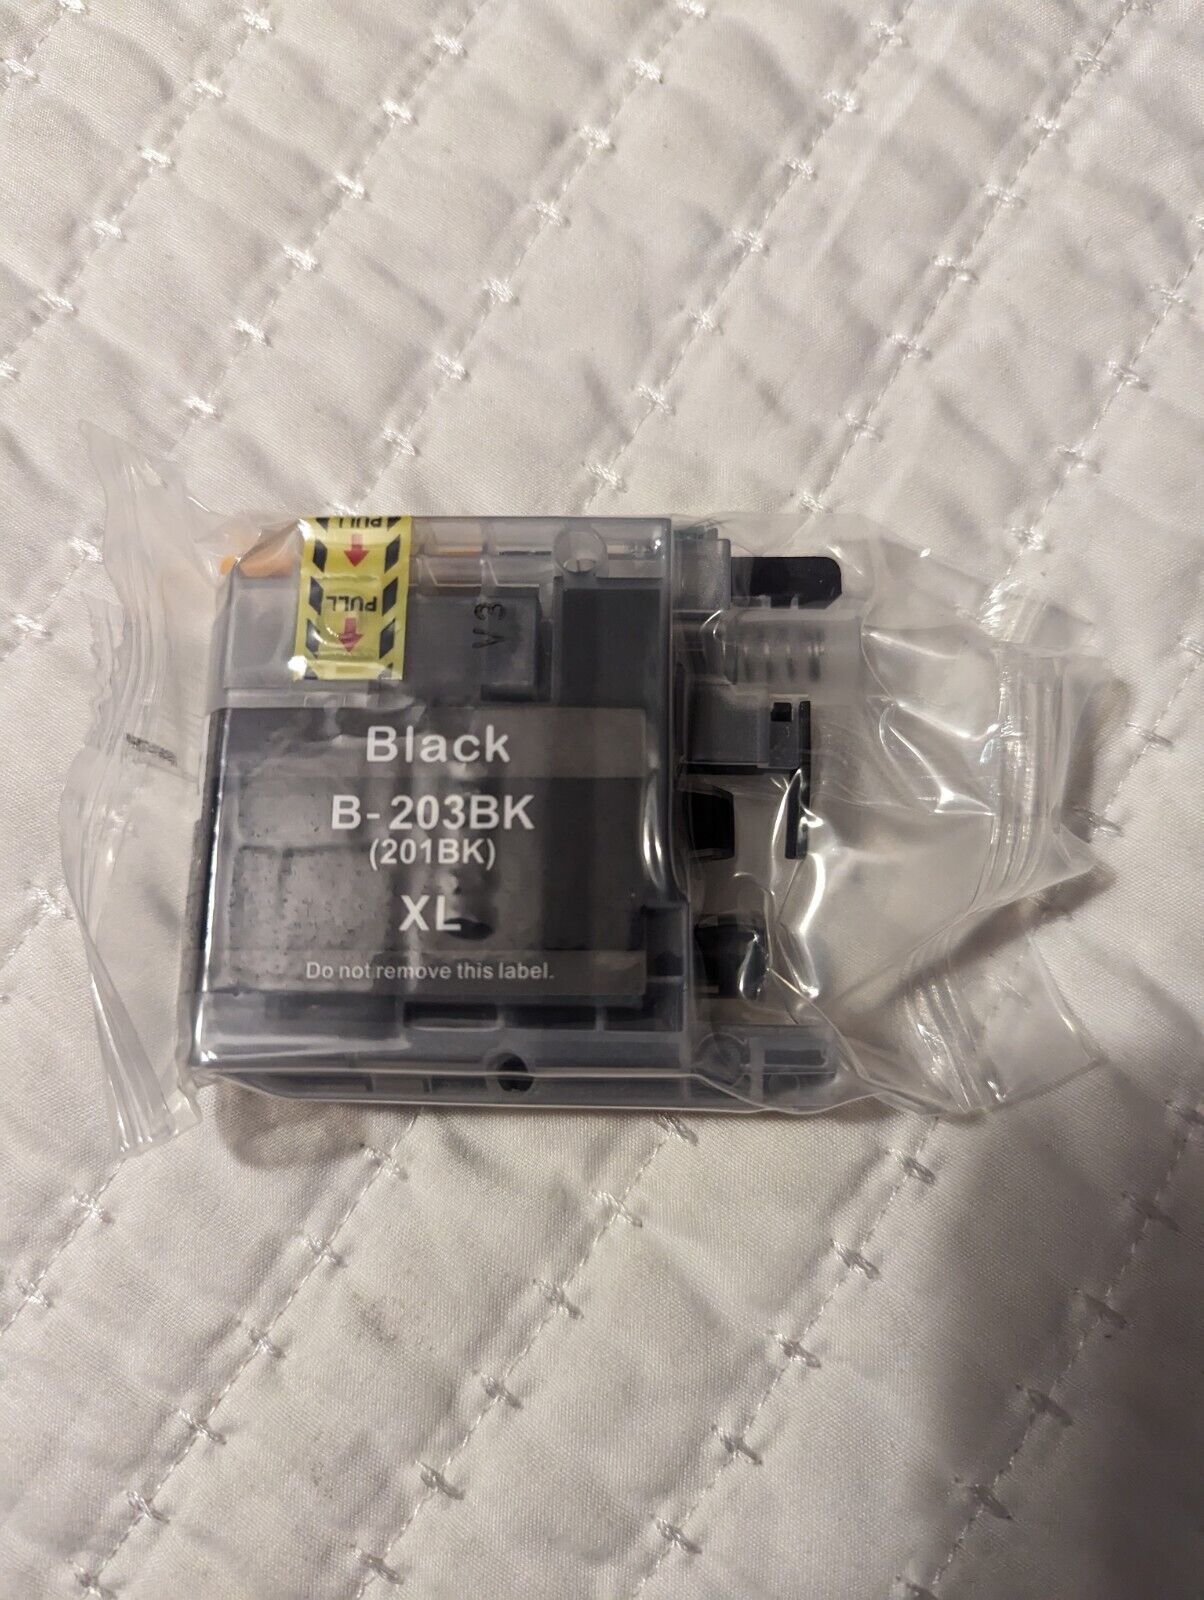 PULL
PULL
V3
Black
B-203BK
(201BK)
XL
Do not remove this label.